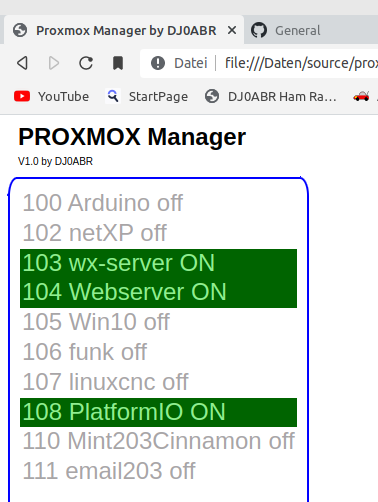 Proxmox Manager by DJ0ABR
General
Datei
file:///Daten/source/prox
YouTube
StartPage
DJ0ABR Ham Ra...
PROXMOX Manager
V1.0 by DJ0ABR
100 Arduino off
102 netXP off
103 wx-server ON
104 Webserver ON
105 Win10 off
106 funk off
107 linuxcnc off
108 PlatformIO ON
110 Mint203Cinnamon off
111 email203 off